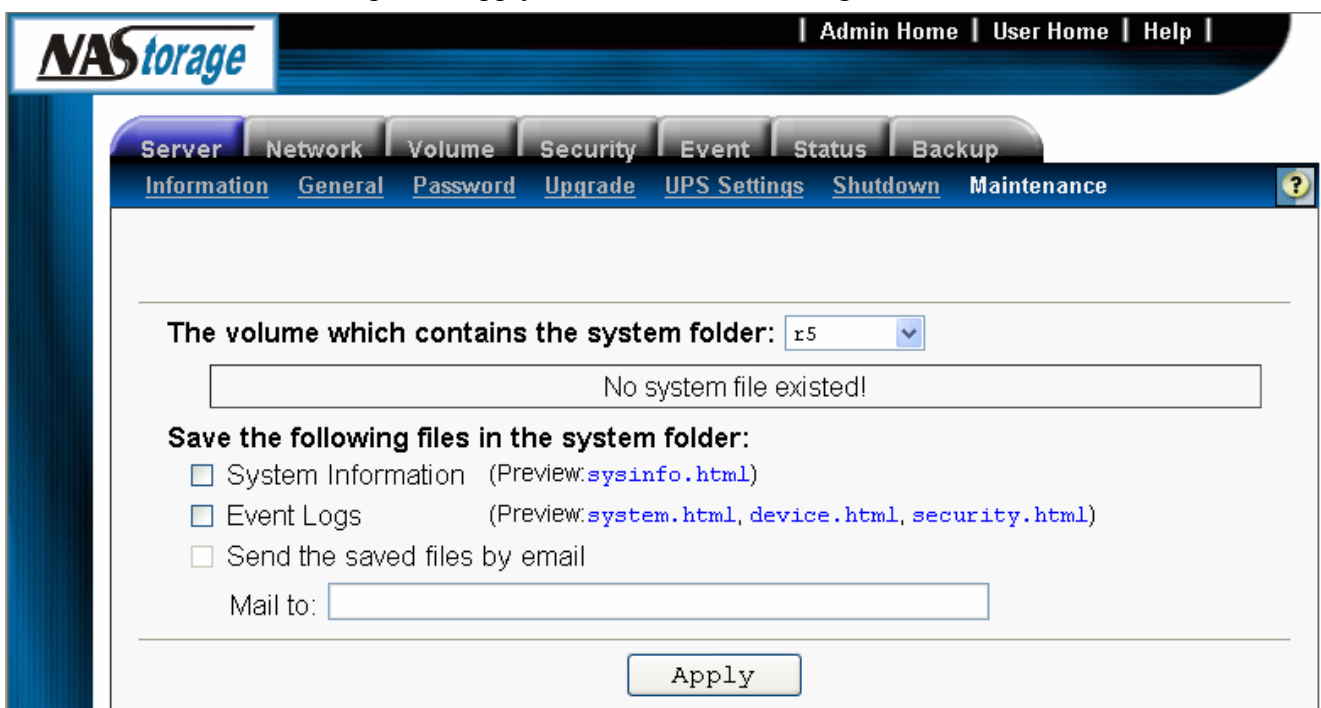 NAStorage
| Admin Home | User Home | Help |
Server Network Volume Security Event Status Backup
Information General Password Upgrade UPS Settings Shutdown Maintenance ?
The volume which contains the system folder: r5
No system file existed!
Save the following files in the system folder:
System Information (Preview:sysinfo.html)
Event Logs (Preview:system.html, device.html, security.html)
Send the saved files by email
Mail to:
Apply